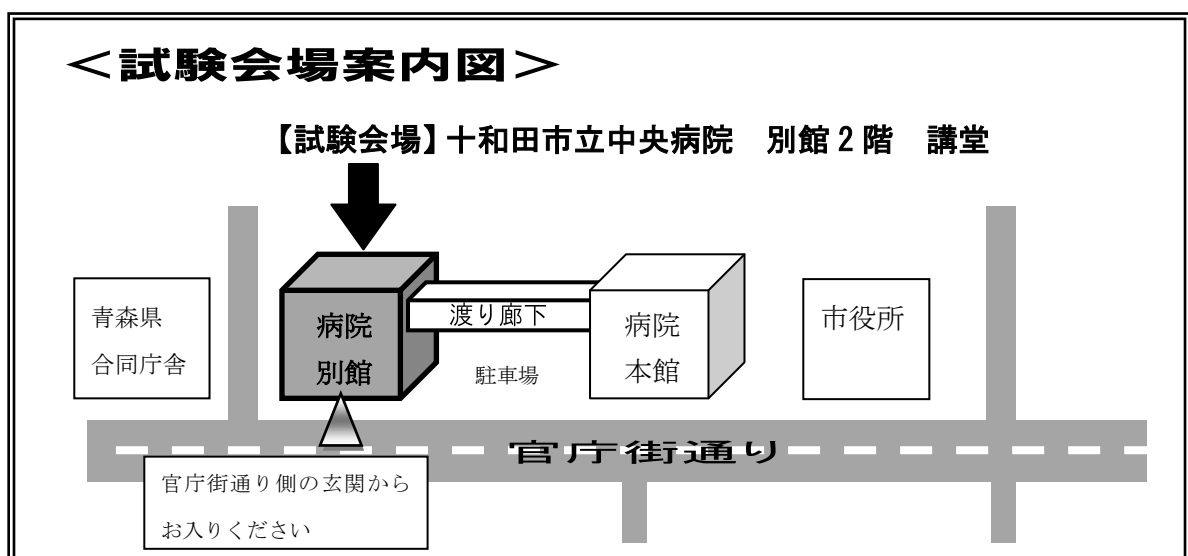 ＜試験会場案内図＞
【試験会場】十和田市立中央病院　別館２階　講堂
青森県
合同庁舎
病院
別館
渡り廊下
駐車場
病院
本館
市役所
官庁街通り
官庁街通り側の玄関から
お入りください